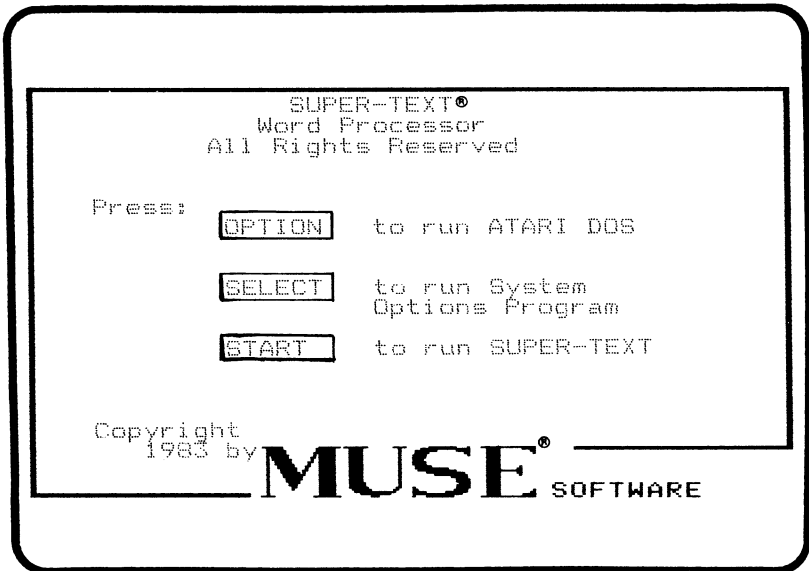 SUPER-TEXT®
Word Processor
All Rights Reserved
Press:
OPTION to run ATARI DOS
SELECT to run System
Options Program
START to run SUPER-TEXT
Copyright
1983 by
MUSE®
SOFTWARE